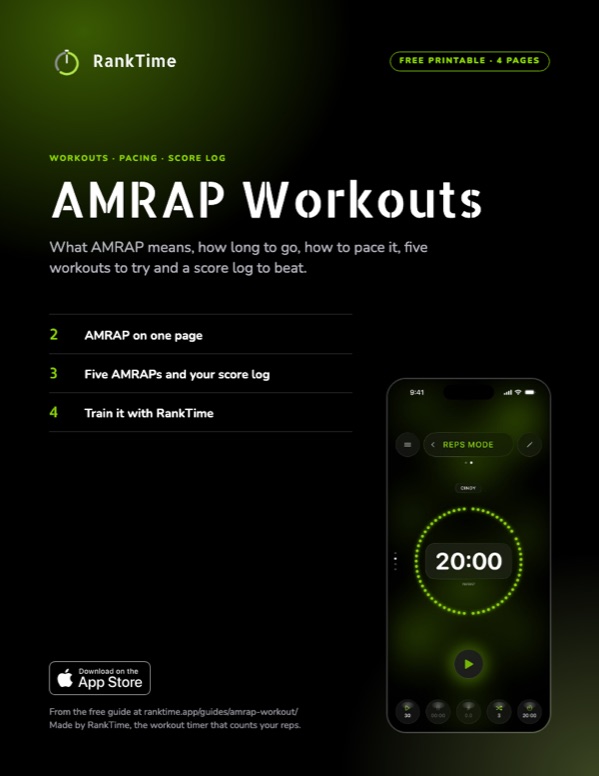 RankTime
FREE PRINTABLE · 4 PAGES
WORKOUTS · PACING · SCORE LOG
AMRAP Workouts
What AMRAP means, how long to go, how to pace it, five
workouts to try and a score log to beat.
2 AMRAP on one page
3 Five AMRAPs and your score log
4 Train it with RankTime
9:41
REPS MODE
CINDY
20:00
30
00:00
3
20:00
Download on the
App Store
From the free guide at ranktime.app/guides/amrap-workout/
Made by RankTime, the workout timer that counts your reps.